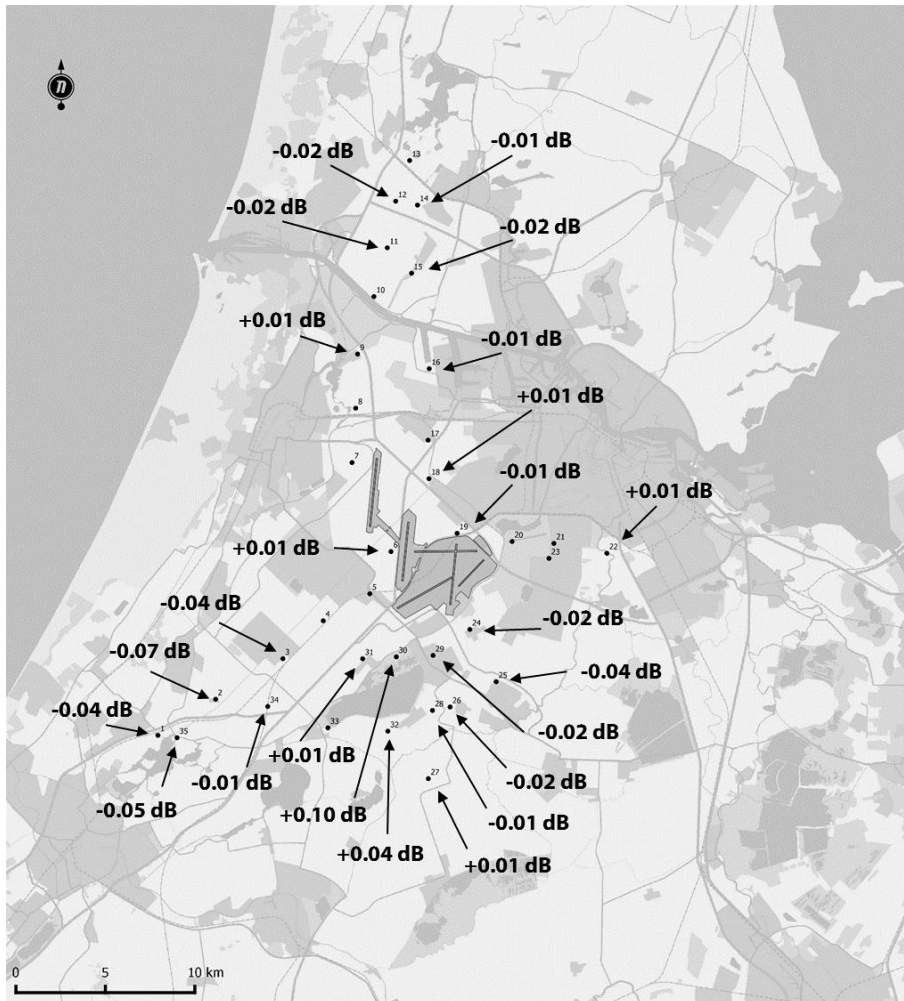 n
13
-0.02 dB
-0.01 dB
12
14
-0.02 dB
-0.02 dB
11
15
10
+0.01 dB
-0.01 dB
9
16
+0.01 dB
8
17
7
18
-0.01 dB
+0.01 dB
19
20
21
22
23
+0.01 dB
6
5
-0.04 dB
4
24
-0.02 dB
-0.07 dB
3
31
30
29
25
-0.04 dB
2
34
28
26
-0.04 dB
1
35
33
32
-0.02 dB
+0.01 dB
-0.01 dB
27
-0.02 dB
-0.05 dB
+0.10 dB
-0.01 dB
+0.04 dB
+0.01 dB
0
5
10 km